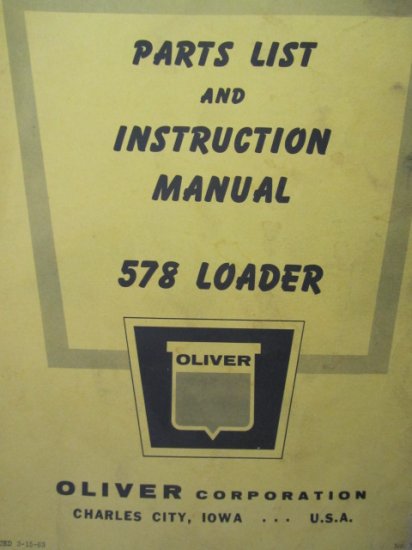 PARTS LIST
AND
INSTRUCTION
MANUAL
578 LOADER
OLIVER
OLIVER CORPORATION
CHARLES CITY, IOWA ... U.S.A.